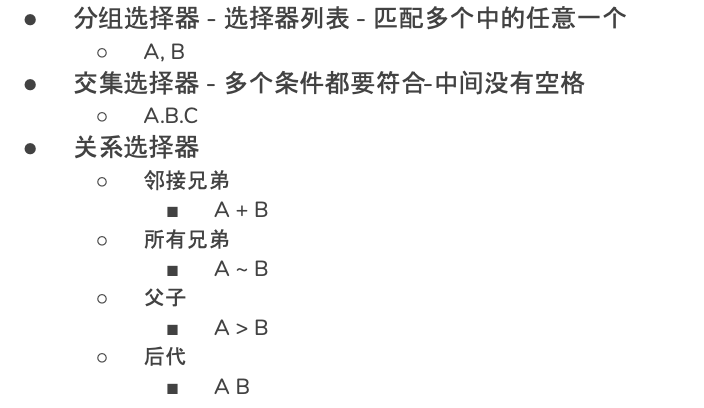 ● 分组选择器 - 选择器列表 - 匹配多个中的任意一个
○ A, B
● 交集选择器 - 多个条件都要符合-中间没有空格
○ A.B.C
● 关系选择器
○ 邻接兄弟
■ A + B
○ 所有兄弟
■ A ~ B
○ 父子
■ A > B
○ 后代
■ A B